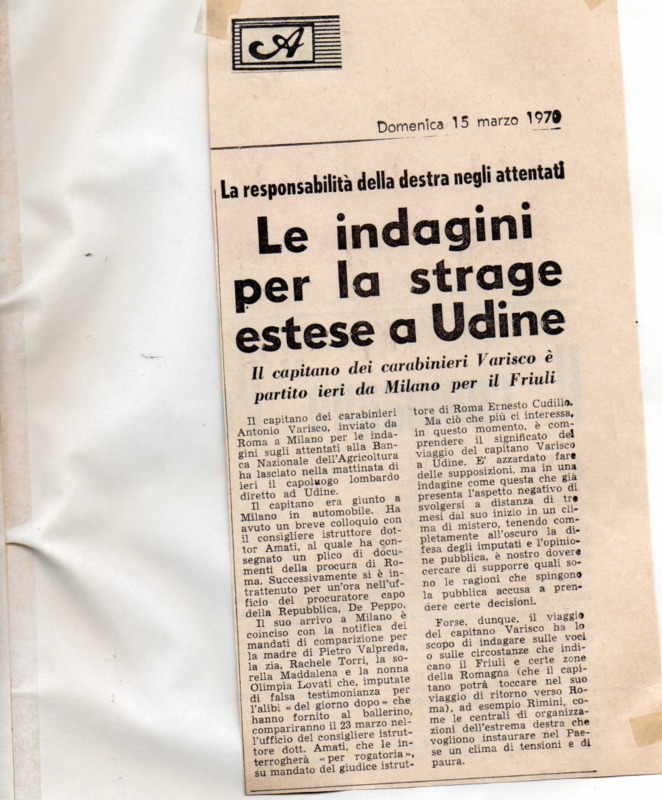 A
Domenica 15 marzo 1970
La responsabilità della destra negli attentati
Le indagini
per la strage
estese a Udine
Il capitano dei carabinieri Varisco è
partito ieri da Milano per il Friuli
Il capitano dei carabinieri
Antonio Varisco, inviato da
Roma a Milano per le inda-
gini sugli attentati alla Ban-
ca Nazionale dell'Agricoltura
ha lasciato nella mattinata di
ieri il capoluogo lombardo
diretto ad Udine.
Il capitano era giunto a
Milano in automobile. Ha
avuto un breve colloquio con
il consigliere istruttore dot-
tor Amati, al quale ha con-
segnato un plico di docu-
menti della procura di Ro-
ma. Successivamente si è in-
trattenuto per un'ora nell'uf-
ficio del procuratore capo
della Repubblica, De Peppo.
Il suo arrivo a Milano è
coinciso con la notifica dei
mandati di comparizione per
la madre di Pietro Valpreda,
la zia, Rachele Torri, la so-
rella Maddalena e la nonna
Olimpia Lovati che, imputate
di falsa testimonianza per
l'alibi «del giorno dopo» che
hanno fornito al ballerino,
compariranno il 23 marzo nel-
l'ufficio del consigliere istrut-
tore dott. Amati, che le in-
terrogherà «per rogatoria»,
su mandato del giudice istrut-
tore di Roma Ernesto Cudillo.
Ma ciò che più ci interessa,
in questo momento, è com-
prendere il significato del
viaggio del capitano Varisco
a Udine. E' azzardato fare
delle supposizioni, ma in una
indagine come questa che già
presenta l'aspetto negativo di
svolgersi a distanza di tre
mesi dal suo inizio in un cli-
ma di mistero, tenendo com-
pletamente all'oscuro la di-
fesa degli imputati e l'opinio-
ne pubblica, è nostro dovere
cercare di supporre quali so-
no le ragioni che spingono
la pubblica accusa a pren-
dere certe decisioni.
Forse, dunque, il viaggio
del capitano Varisco ha lo
scopo di indagare sulle voci
o sulle circostanze che indi-
cano il Friuli e certe zone
della Romagna (che il capi-
tano potrà toccare nel suo
viaggio di ritorno verso Ro-
ma), ad esempio Rimini, co-
me le centrali di organizza-
zioni dell'estrema destra che
vogliono instaurare nel Pae-
se un clima di tensioni e di
paura.